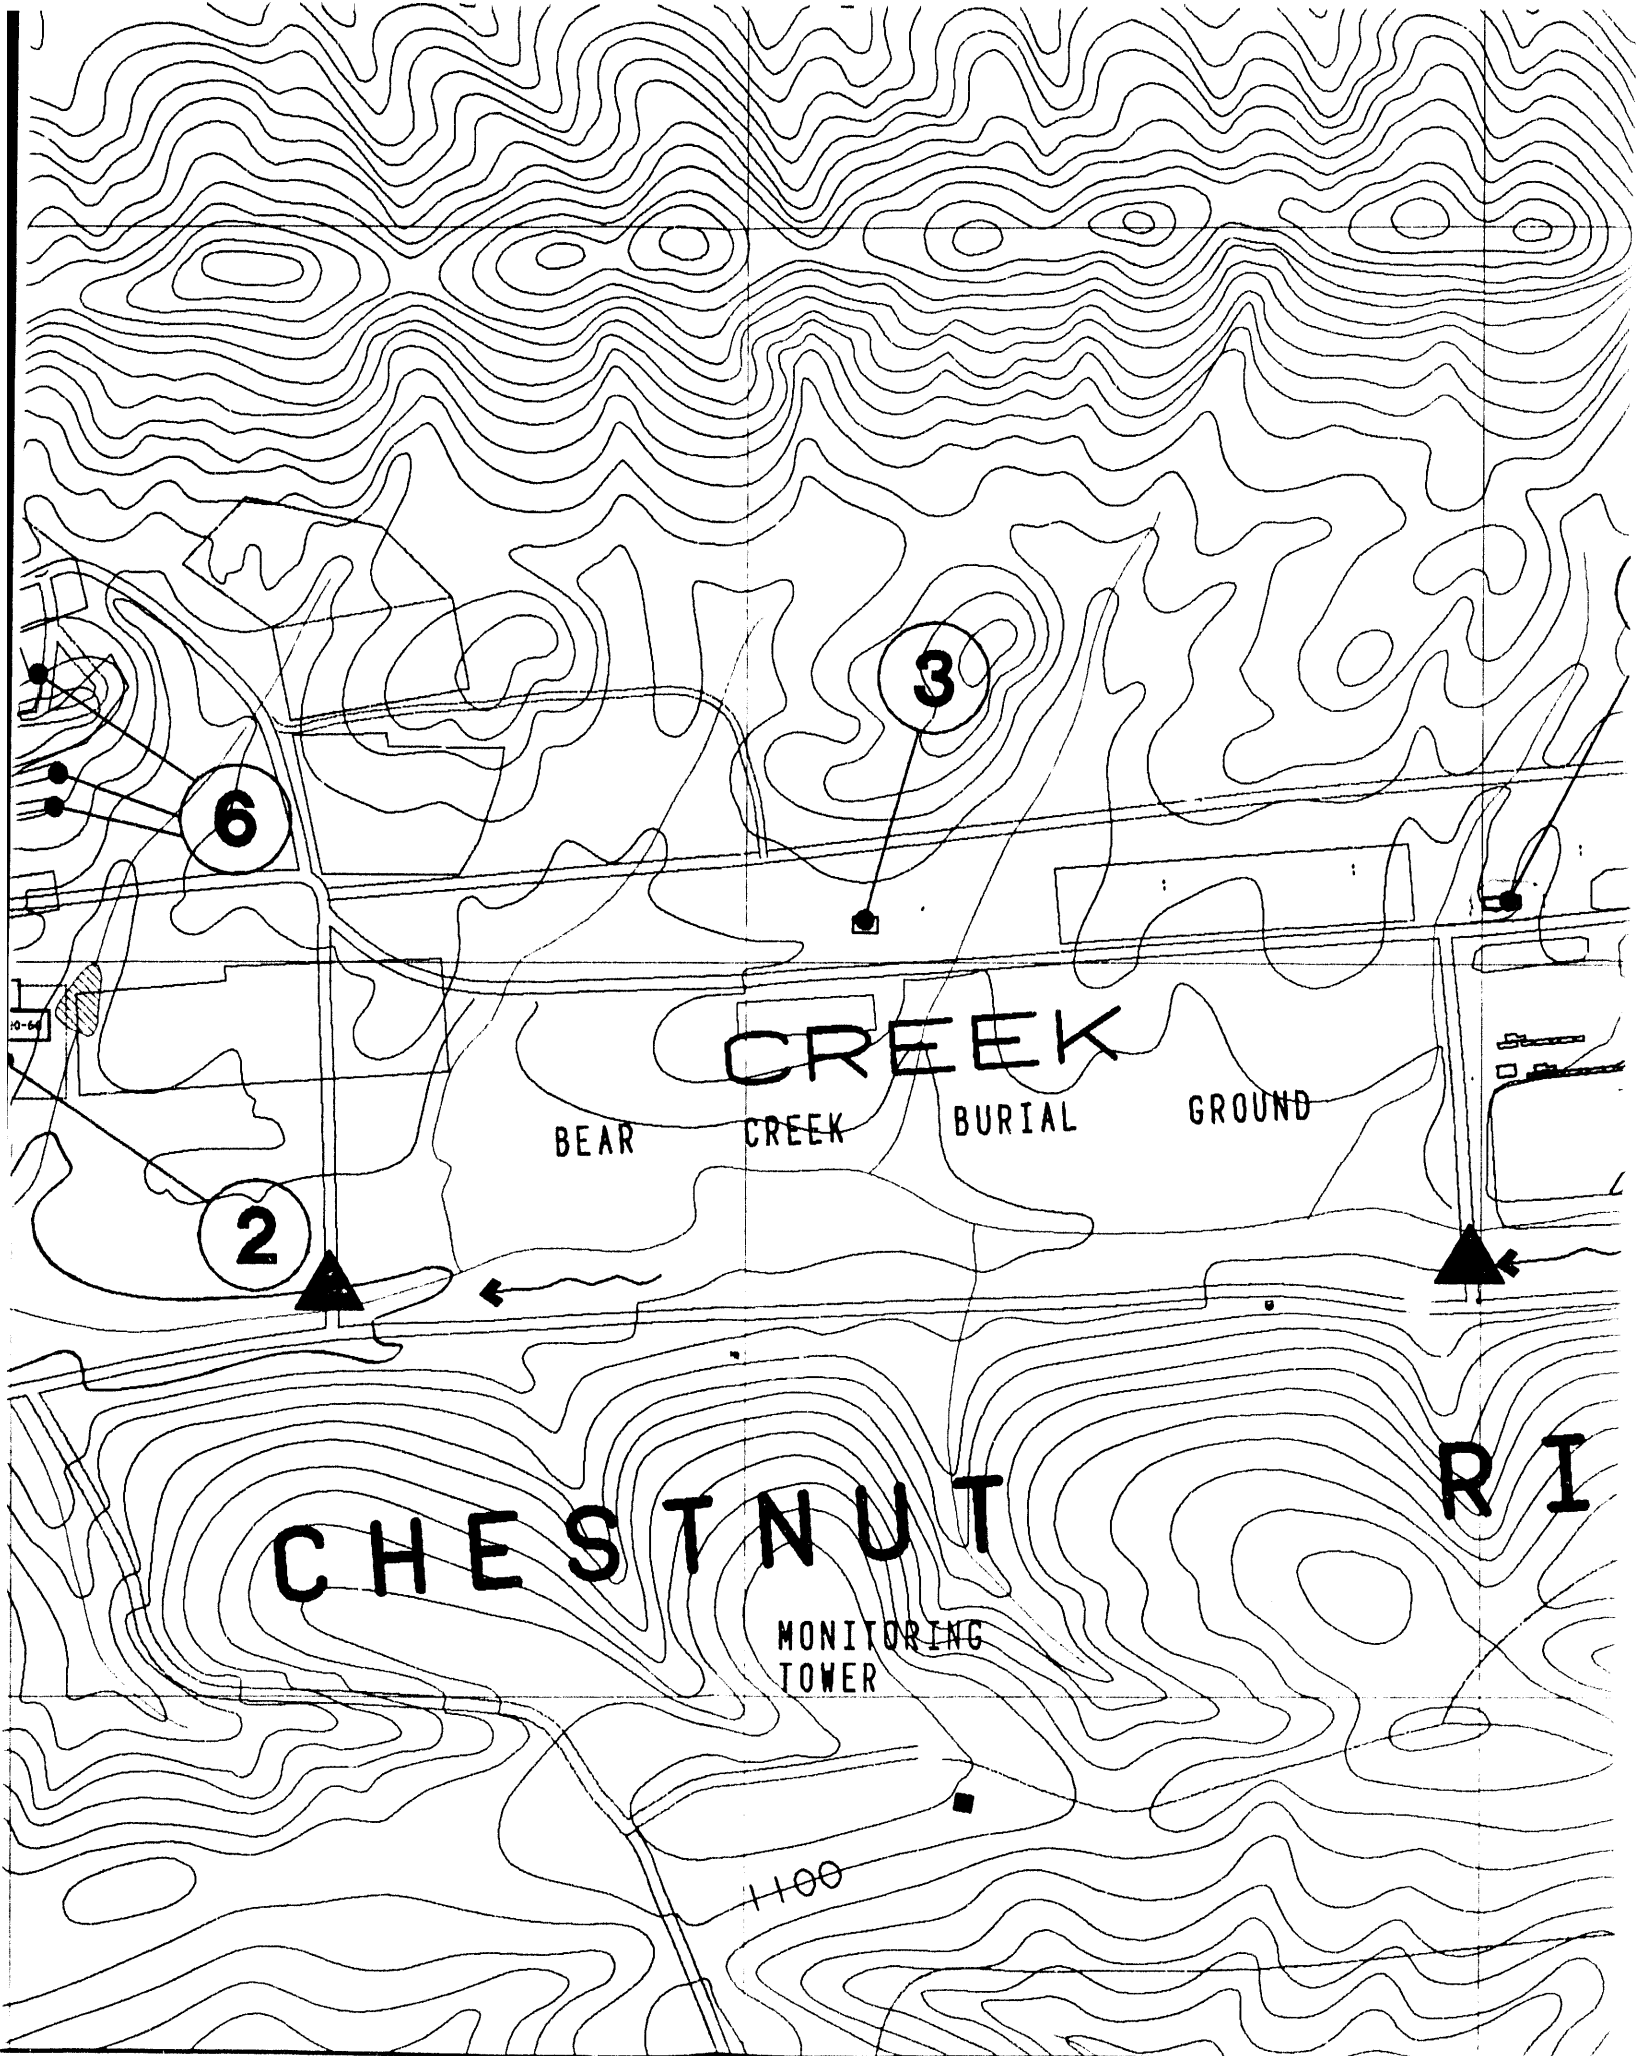 3
6
CREEK
BEAR CREEK BURIAL GROUND
2
CHESTNUT RI
MONITORING
TOWER
1100